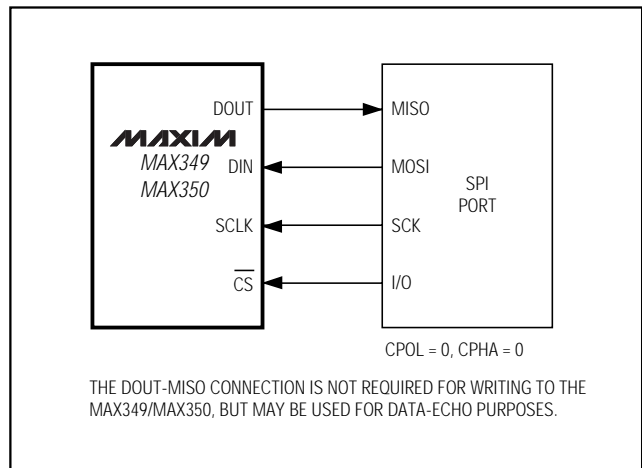 DOUT MISO
MAXIM
MAX349 DIN MOSI
MAX350
SPI
PORT
SCLK SCK
CS I/O
CPOL = 0, CPHA = 0
THE DOUT-MISO CONNECTION IS NOT REQUIRED FOR WRITING TO THE
MAX349/MAX350, BUT MAY BE USED FOR DATA-ECHO PURPOSES.